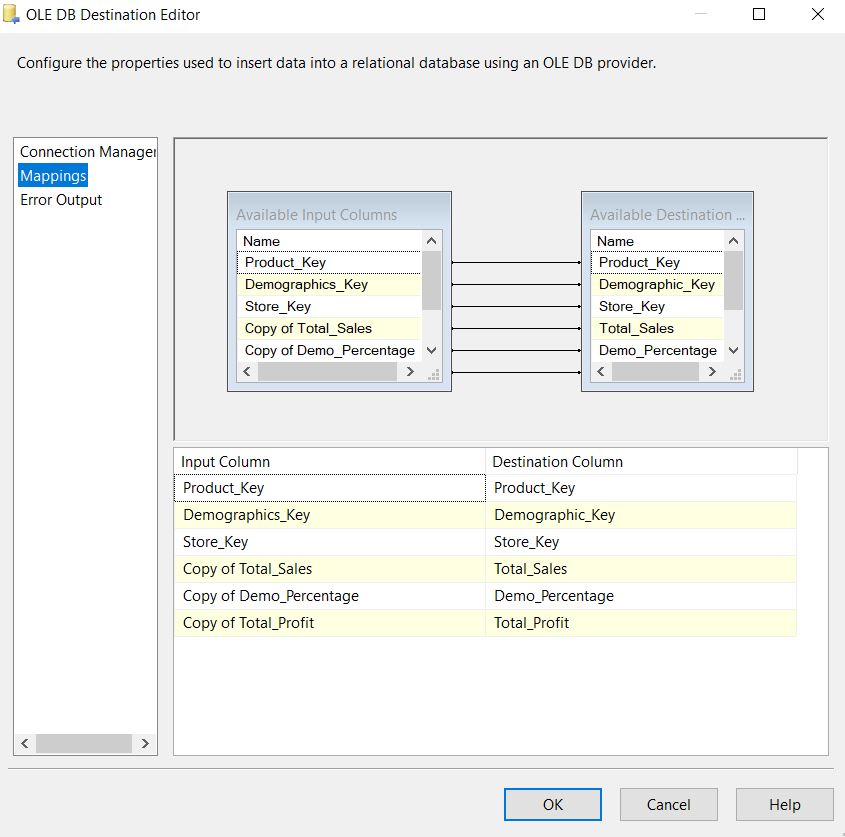 OLE DB Destination Editor
Configure the properties used to insert data into a relational database using an OLE DB provider.
Connection Manager
Mappings
Error Output
Available Input Columns
Name
Product_Key
Demographics_Key
Store_Key
Copy of Total_Sales
Copy of Demo_Percentage
Available Destination ...
Name
Product_Key
Demographic_Key
Store_Key
Total_Sales
Demo_Percentage
Input Column Destination Column
Product_Key Product_Key
Demographics_Key Demographic_Key
Store_Key Store_Key
Copy of Total_Sales Total_Sales
Copy of Demo_Percentage Demo_Percentage
Copy of Total_Profit Total_Profit
OK Cancel Help